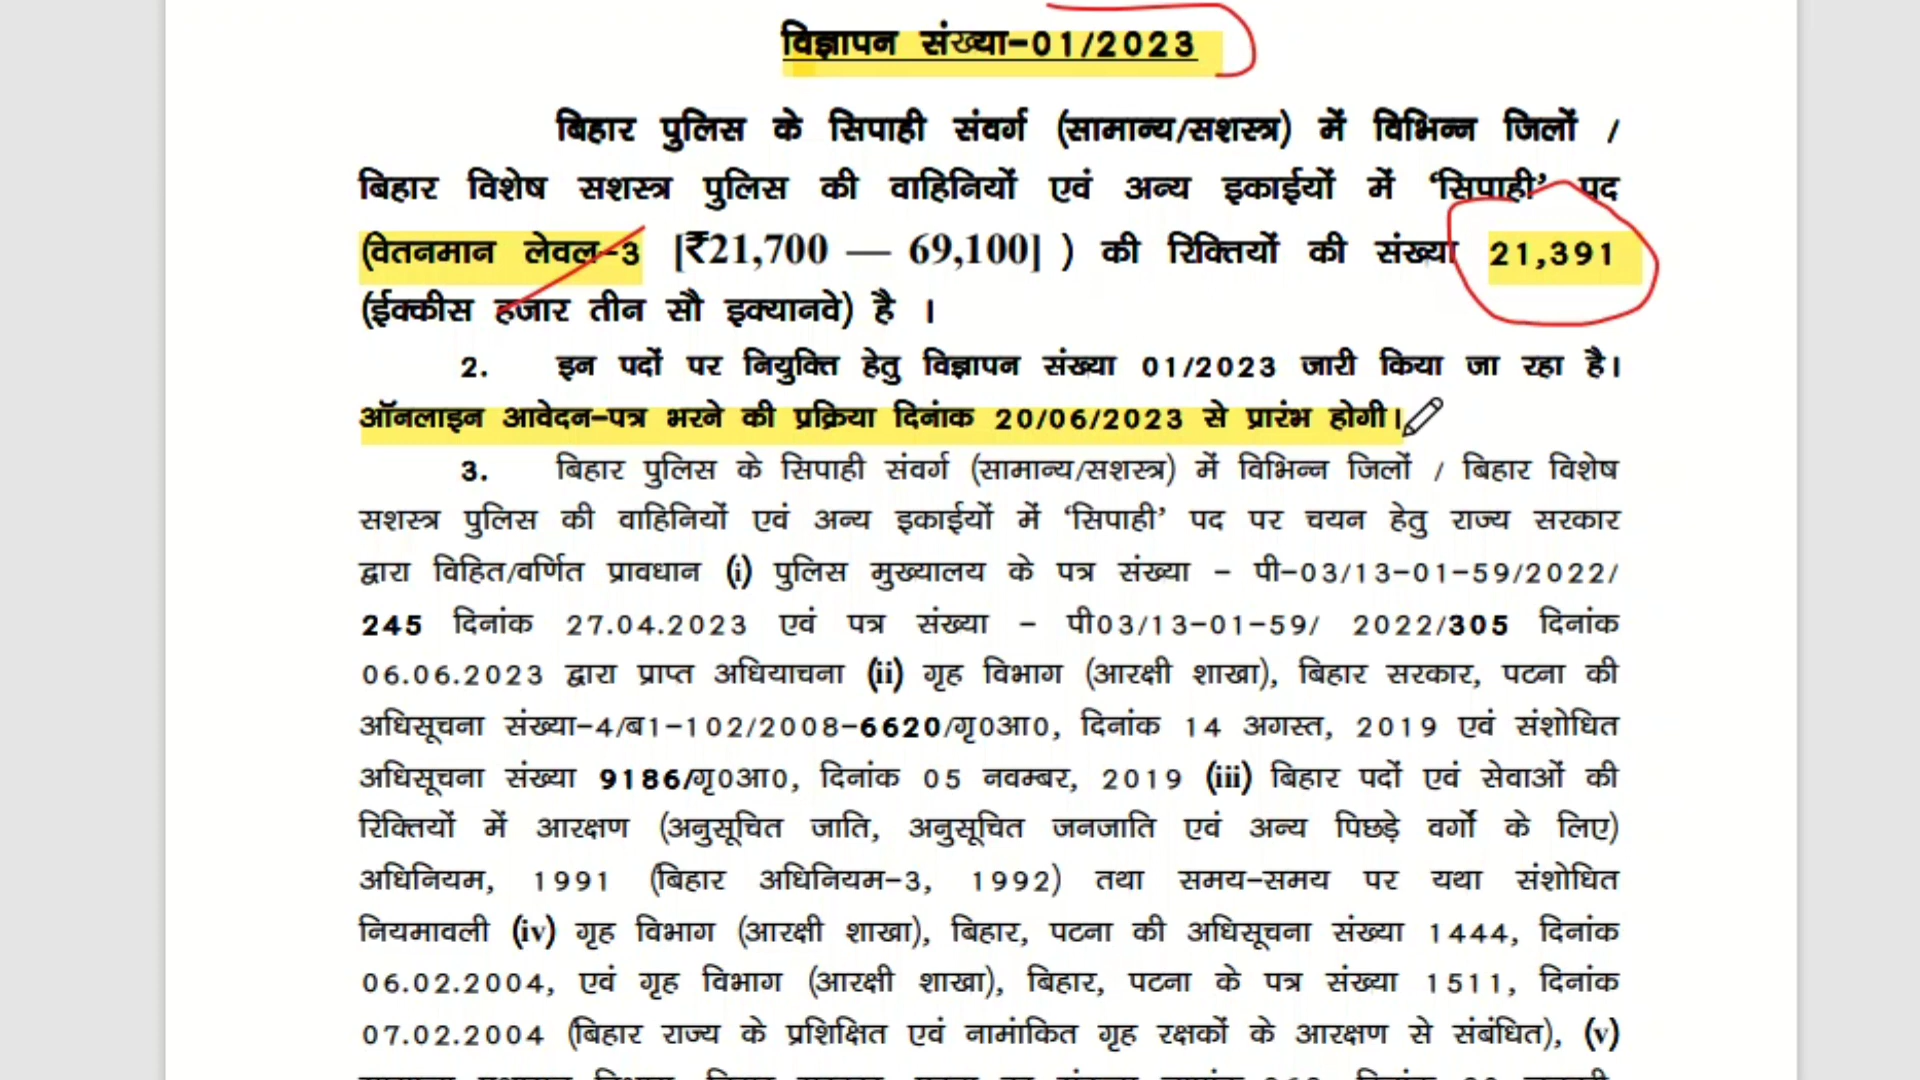 विज्ञापन संख्या-01/2023
बिहार पुलिस के सिपाही संवर्ग (सामान्य/सशस्त्र) में विभिन्न जिलों /
बिहार विशेष सशस्त्र पुलिस की वाहिनियों एवं अन्य इकाईयों में ‘सिपाही’ पद
(वेतनमान लेवल-3 [₹21,700 — 69,100] ) की रिक्तियों की संख्या 21,391
(ईक्कीस हजार तीन सौ इक्यानवे) है ।
2. इन पदों पर नियुक्ति हेतु विज्ञापन संख्या 01/2023 जारी किया जा रहा है।
ऑनलाइन आवेदन-पत्र भरने की प्रक्रिया दिनांक 20/06/2023 से प्रारंभ होगी।
3. बिहार पुलिस के सिपाही संवर्ग (सामान्य/सशस्त्र) में विभिन्न जिलों / बिहार विशेष
सशस्त्र पुलिस की वाहिनियों एवं अन्य इकाईयों में ‘सिपाही’ पद पर चयन हेतु राज्य सरकार
द्वारा विहित/वर्णित प्रावधान (i) पुलिस मुख्यालय के पत्र संख्या - पी-03/13-01-59/2022/
245 दिनांक 27.04.2023 एवं पत्र संख्या - पी03/13-01-59/ 2022/305 दिनांक
06.06.2023 द्वारा प्राप्त अधियाचना (ii) गृह विभाग (आरक्षी शाखा), बिहार सरकार, पटना की
अधिसूचना संख्या-4/ब1-102/2008-6620/गृ0आ0, दिनांक 14 अगस्त, 2019 एवं संशोधित
अधिसूचना संख्या 9186/गृ0आ0, दिनांक 05 नवम्बर, 2019 (iii) बिहार पदों एवं सेवाओं की
रिक्तियों में आरक्षण (अनुसूचित जाति, अनुसूचित जनजाति एवं अन्य पिछड़े वर्गों के लिए)
अधिनियम, 1991 (बिहार अधिनियम-3, 1992) तथा समय-समय पर यथा संशोधित
नियमावली (iv) गृह विभाग (आरक्षी शाखा), बिहार, पटना की अधिसूचना संख्या 1444, दिनांक
06.02.2004, एवं गृह विभाग (आरक्षी शाखा), बिहार, पटना के पत्र संख्या 1511, दिनांक
07.02.2004 (बिहार राज्य के प्रशिक्षित एवं नामांकित गृह रक्षकों के आरक्षण से संबंधित), (v)